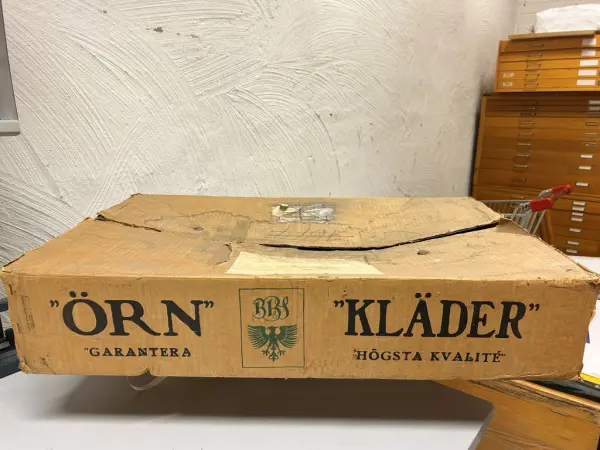 "ÖRN"
"GARANTERA
BBS
"KLÄDER"
HÖGSTA KVALITÉ"